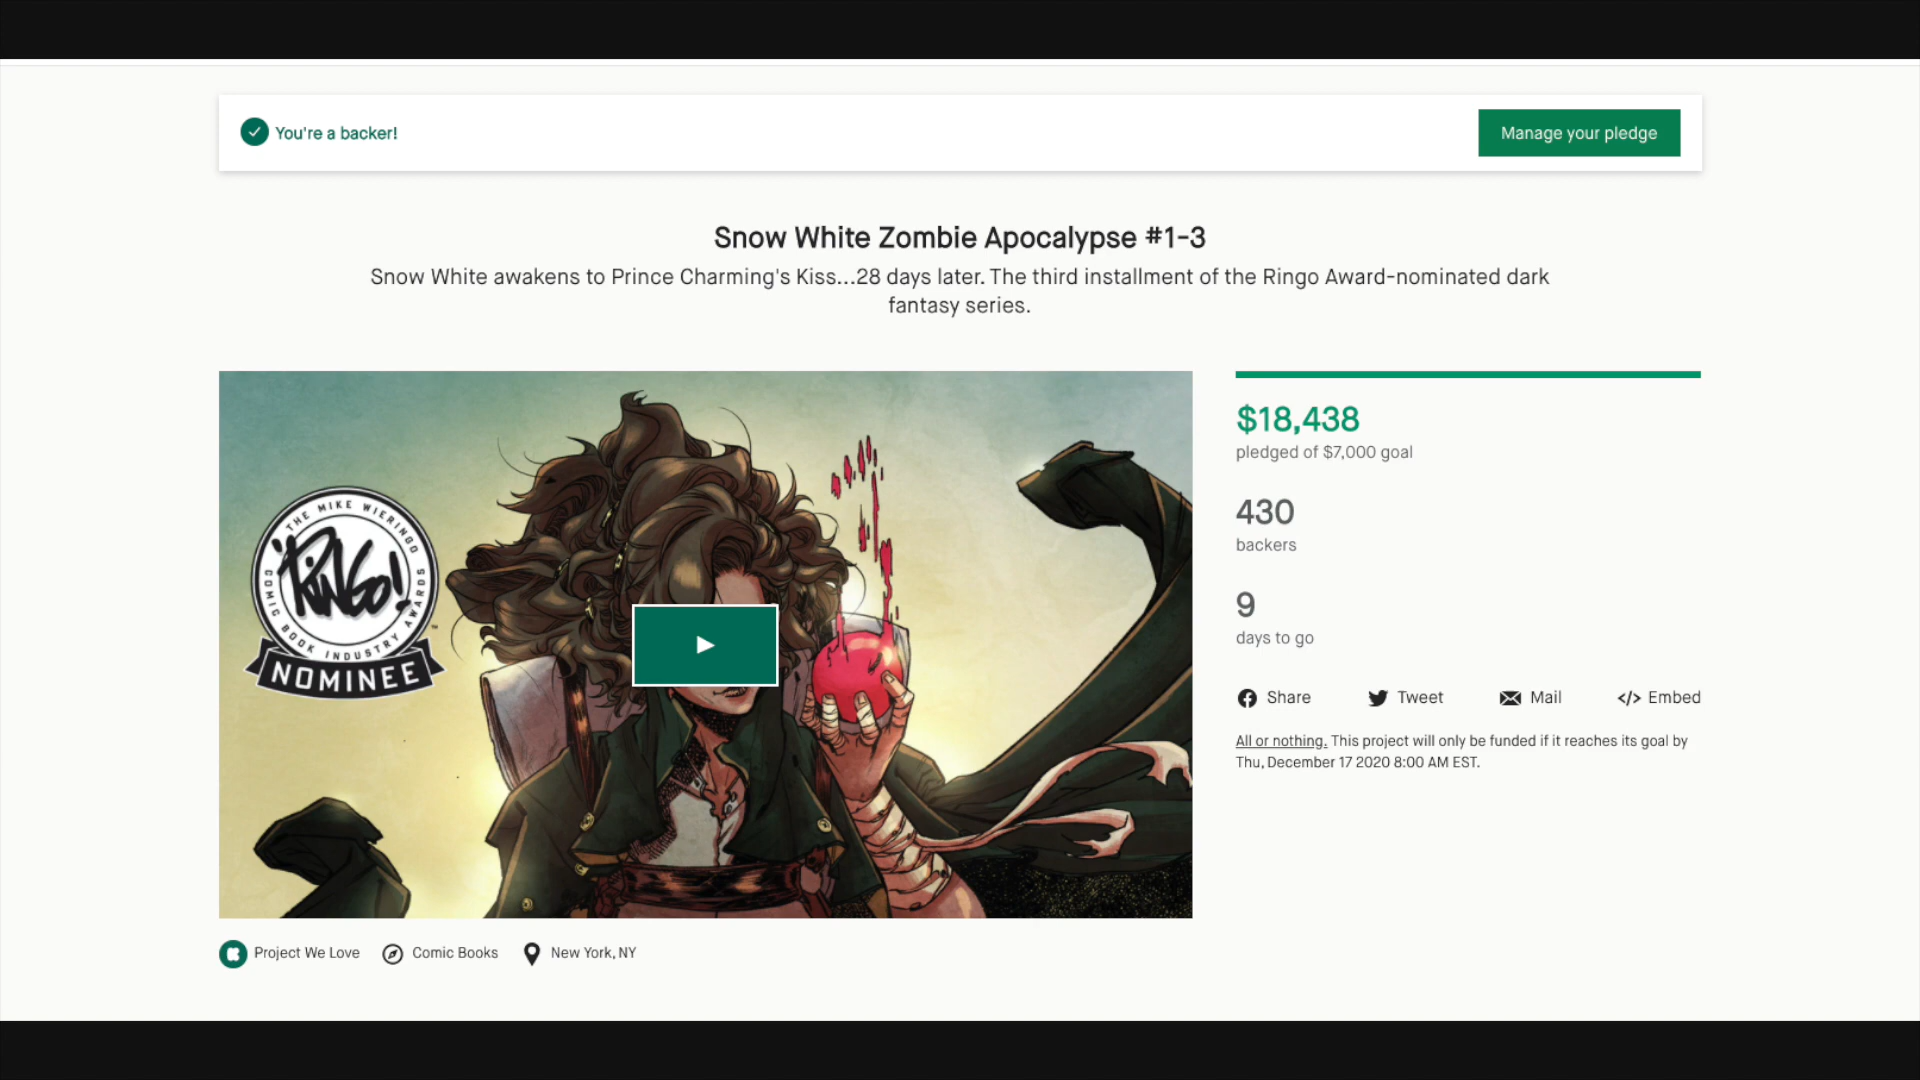 You're a backer!
Manage your pledge
Snow White Zombie Apocalypse #1-3
Snow White awakens to Prince Charming's Kiss...28 days later. The third installment of the Ringo Award-nominated dark
fantasy series.
THE MIKE WIERINGO
RINGO!
COMIC BOOK INDUSTRY AWARDS
NOMINEE
$18,438
pledged of $7,000 goal
430
backers
9
days to go
Share
Tweet
Mail
</> Embed
All or nothing. This project will only be funded if it reaches its goal by
Thu, December 17 2020 8:00 AM EST.
Project We Love
Comic Books
New York, NY